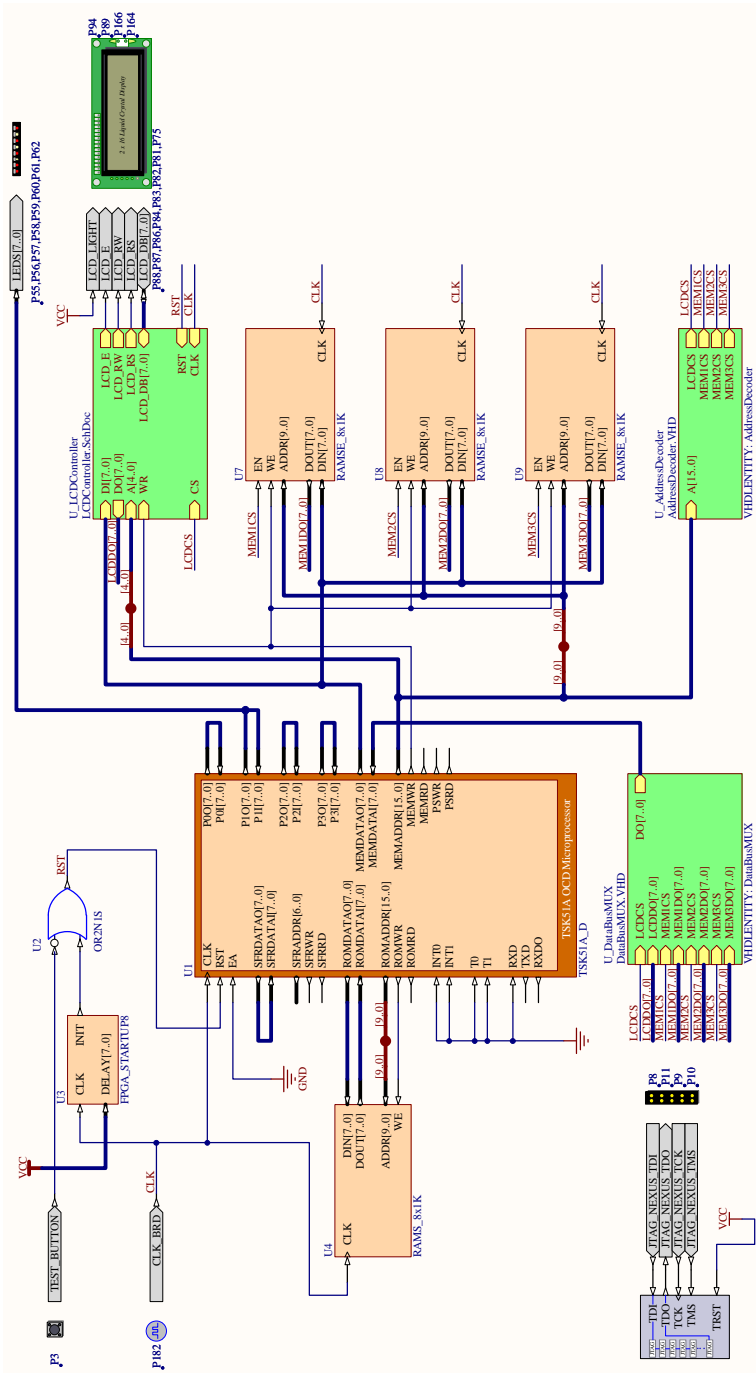 P3
TEST_BUTTON
VCC
U2
OR2N1S
RST
P182
CLK_BRD
CLK
U3
CLK
INIT
DELAY[7..0]
FPGA_STARTUP8
LEDS[7..0]
P55,P56,P57,P58,P59,P60,P61,P62
U4
CLK
DIN[7..0]
DOUT[7..0]
ADDR[9..0]
WE
RAMS_8x1K
[9..0]
[9..0]
GND
U1
CLK
RST
EA
SFRDATAO[7..0]
SFRDATAI[7..0]
SFRADDR[6..0]
SFRWR
SFRRD
ROMDATAO[7..0]
ROMDATAI[7..0]
ROMADDR[15..0]
ROMWR
ROMRD
INT0
INT1
T0
T1
RXD
TXD
RXDO
P0O[7..0]
P0I[7..0]
P1O[7..0]
P1I[7..0]
P2O[7..0]
P2I[7..0]
P3O[7..0]
P3I[7..0]
MEMDATAO[7..0]
MEMDATAI[7..0]
MEMADDR[15..0]
MEMWR
MEMRD
PSWR
PSRD
TSK51A OCD Microprocessor
TSK51A_D
U_LCDController
LCDController.SchDoc
DI[7..0]
DO[7..0]
A[4..0]
WR
CS
LCD_E
LCD_RW
LCD_RS
LCD_DB[7..0]
RST
CLK
LCDDO[7..0]
[4..0]
[4..0]
LCDCS
RST
CLK
VCC
LCD_LIGHT
LCD_E
LCD_RW
LCD_RS
LCD_DB[7..0]
P88,P87,P86,P84,P83,P82,P81,P75
P94
P89
P166
P164
2 x 16 Liquid Crystal Display
U7
EN
WE
ADDR[9..0]
DOUT[7..0]
DIN[7..0]
CLK
RAMSE_8x1K
MEM1CS
MEM1DO[7..0]
CLK
U8
EN
WE
ADDR[9..0]
DOUT[7..0]
DIN[7..0]
CLK
RAMSE_8x1K
MEM2CS
MEM2DO[7..0]
CLK
U9
EN
WE
ADDR[9..0]
DOUT[7..0]
DIN[7..0]
CLK
RAMSE_8x1K
MEM3CS
MEM3DO[7..0]
CLK
[9..0]
[9..0]
U_AddressDecoder
AddressDecoder.VHD
A[15..0]
LCDCS
MEM1CS
MEM2CS
MEM3CS
LCDCS
MEM1CS
MEM2CS
MEM3CS
VHDLENTITY: AddressDecoder
U_DataBusMUX
DataBusMUX.VHD
LCDCS
LCDDO[7..0]
MEM1CS
MEM1DO[7..0]
MEM2CS
MEM2DO[7..0]
MEM3CS
MEM3DO[7..0]
LCDCS
LCDDO[7..0]
MEM1CS
MEM1DO[7..0]
MEM2CS
MEM2DO[7..0]
MEM3CS
MEM3DO[7..0]
DO[7..0]
VHDLENTITY: DataBusMUX
TDI
TDO
TCK
TMS
TRST
JTAG
JTAG
JTAG
JTAG
JTAG
JTAG
JTAG_NEXUS_TDI
JTAG_NEXUS_TDO
JTAG_NEXUS_TCK
JTAG_NEXUS_TMS
VCC
P8
P11
P9
P10